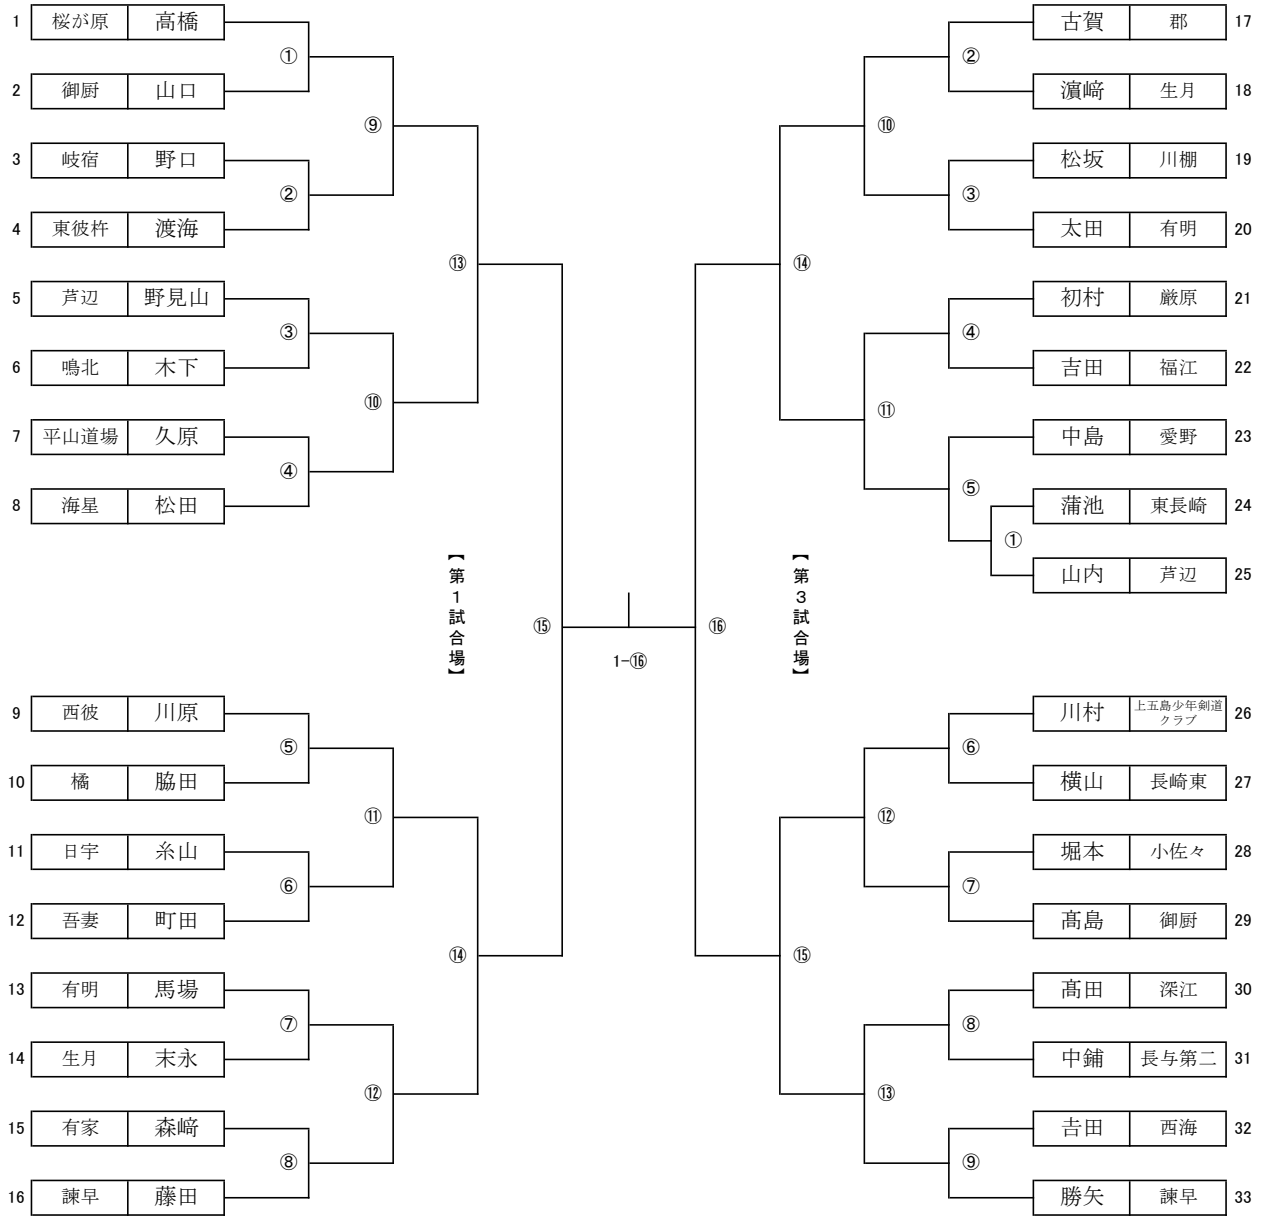 1 桜が原 高橋
①
2 御厨 山口
⑨
3 岐宿 野口
②
4 東彼杵 渡海
⑬
5 芦辺 野見山
③
6 鳴北 木下
⑩
7 平山道場 久原
④
8 海星 松田
【第1試合場】
⑮
9 西彼 川原
⑤
10 橘 脇田
⑪
11 日宇 糸山
⑥
12 吾妻 町田
⑭
13 有明 馬場
⑦
14 生月 末永
⑫
15 有家 森﨑
⑧
16 諫早 藤田
1-⑯
古賀 郡 17
②
濵﨑 生月 18
⑩
松坂 川棚 19
③
太田 有明 20
⑭
初村 厳原 21
④
吉田 福江 22
⑪
中島 愛野 23
⑤
蒲池 東長崎 24
①
山内 芦辺 25
【第3試合場】
⑯
川村 上五島少年剣道
クラブ 26
⑥
横山 長崎東 27
⑫
堀本 小佐々 28
⑦
髙島 御厨 29
⑮
髙田 深江 30
⑧
中鋪 長与第二 31
⑬
𠮷田 西海 32
⑨
勝矢 諫早 33